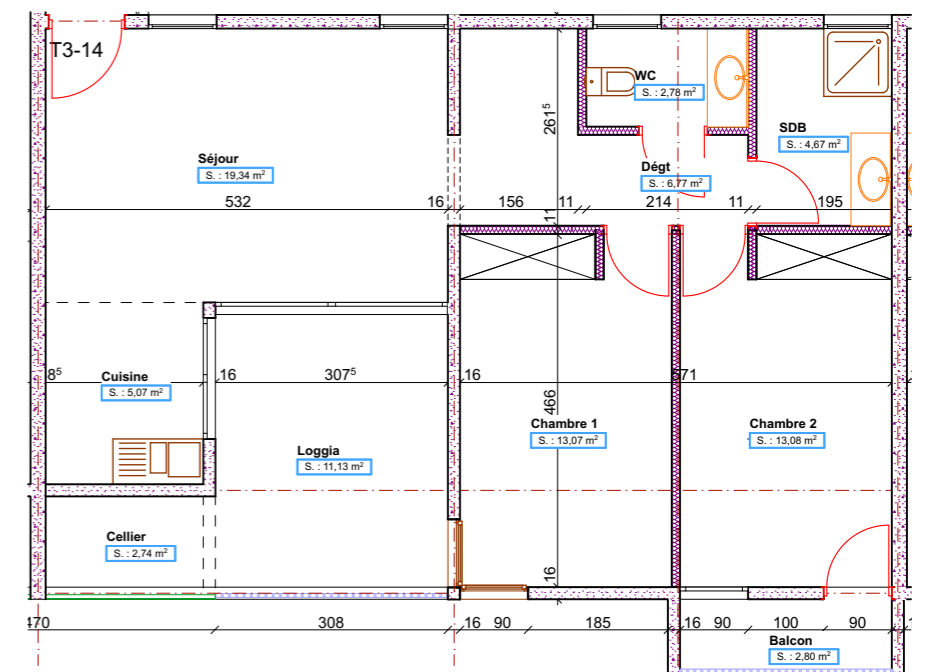 T3-14
WC
S. : 2,78 m²
261⁵
SDB
S. : 4,67 m²
Séjour
S. : 19,34 m²
Dégt
S. : 6,77 m²
532
16
156
11
11
214
11
195
8⁵
Cuisine
S. : 5,07 m²
16
307⁵
16
466
Chambre 1
S. : 13,07 m²
Chambre 2
S. : 13,08 m²
Loggia
S. : 11,13 m²
Cellier
S. : 2,74 m²
16
308
16
90
185
16
90
100
90
Balcon
S. : 2,80 m²